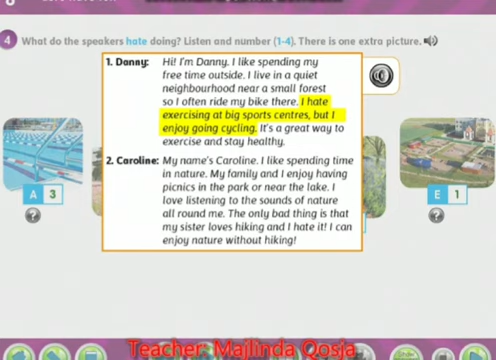 4 What do the speakers hate doing? Listen and number (1-4). There is one extra picture.
1. Danny: Hi! I'm Danny. I like spending my
free time outside. I live in a quiet
neighbourhood near a small forest
so I often ride my bike there. I hate
exercising at big sports centres, but I
enjoy going cycling. It's a great way to
exercise and stay healthy.
2. Caroline: My name's Caroline. I like spending time
in nature. My family and I enjoy having
picnics in the park or near the lake. I
love listening to the sounds of nature
all round me. The only bad thing is that
my sister loves hiking and I hate it! I can
enjoy nature without hiking!
A 3
?
E 1
?
Teacher: Majlinda Qosja